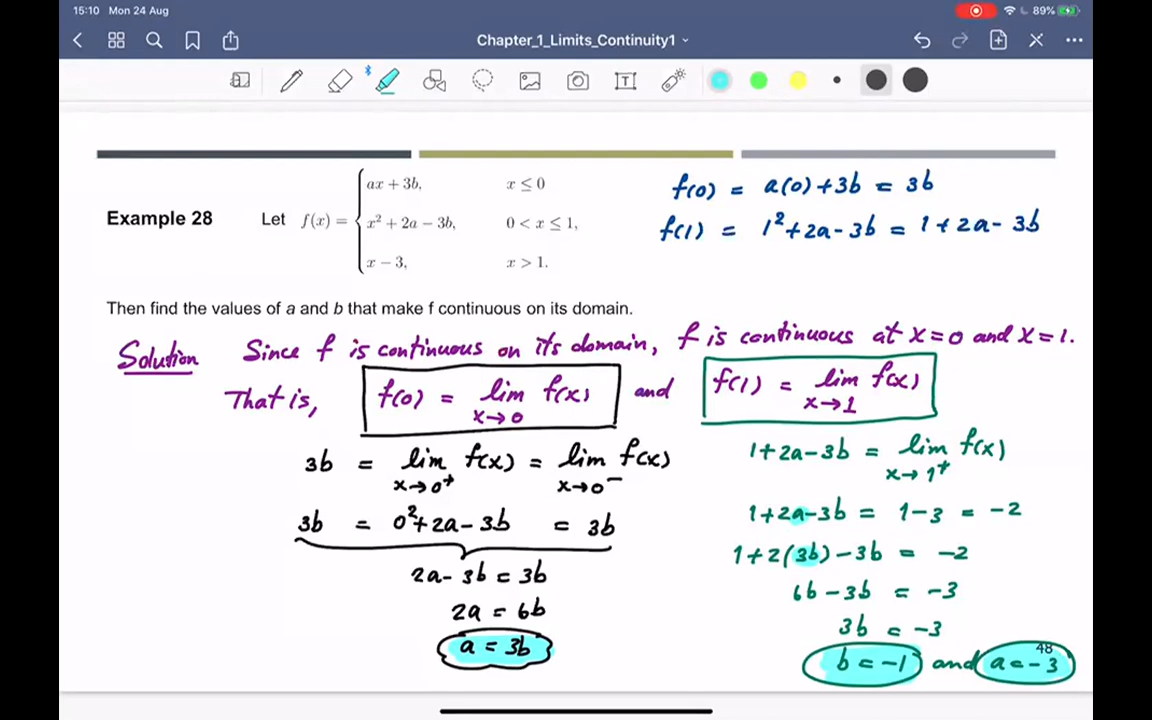 15:10 Mon 24 Aug
89%
Chapter_1_Limits_Continuity1
T
ax + 3b, x ≤ 0
f(0) = a(0)+3b = 3b
Example 28 Let f(x) = x² + 2a − 3b, 0 < x ≤ 1,
f(1) = 1²+2a-3b = 1+2a-3b
x − 3, x > 1.
Then find the values of a and b that make f continuous on its domain.
Solution Since f is continuous on its domain, f is continuous at x=0 and x=1.
That is, f(0) = lim x→0 f(x) and f(1) = lim x→1 f(x)
3b = lim x→0⁺ f(x) = lim x→0⁻ f(x)
3b = 0²+2a-3b = 3b
2a-3b = 3b
2a = 6b
a = 3b
1+2a-3b = lim x→1⁺ f(x)
1+2a-3b = 1-3 = -2
1+2(3b)-3b = -2
6b-3b = -3
3b = -3
b=-1 and a=-3
48